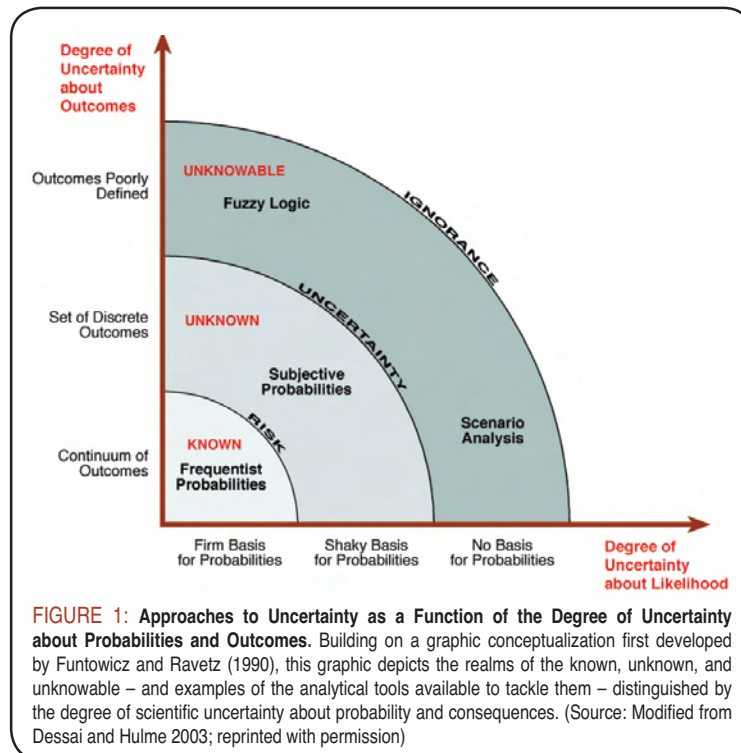 Degree of
Uncertainty
about
Outcomes
Outcomes Poorly
Defined
UNKNOWABLE
Fuzzy Logic
IGNORANCE
Set of Discrete
Outcomes
UNKNOWN
UNCERTAINTY
Subjective
Probabilities
Scenario
Analysis
Continuum of
Outcomes
RISK
KNOWN
Frequentist
Probabilities
Firm Basis
for Probabilities
Shaky Basis
for Probabilities
No Basis
for Probabilities
Degree of
Uncertainty
about Likelihood
FIGURE 1: Approaches to Uncertainty as a Function of the Degree of Uncertainty
about Probabilities and Outcomes. Building on a graphic conceptualization first developed
by Funtowicz and Ravetz (1990), this graphic depicts the realms of the known, unknown, and
unknowable – and examples of the analytical tools available to tackle them – distinguished by
the degree of scientific uncertainty about probability and consequences. (Source: Modified from
Dessai and Hulme 2003; reprinted with permission)